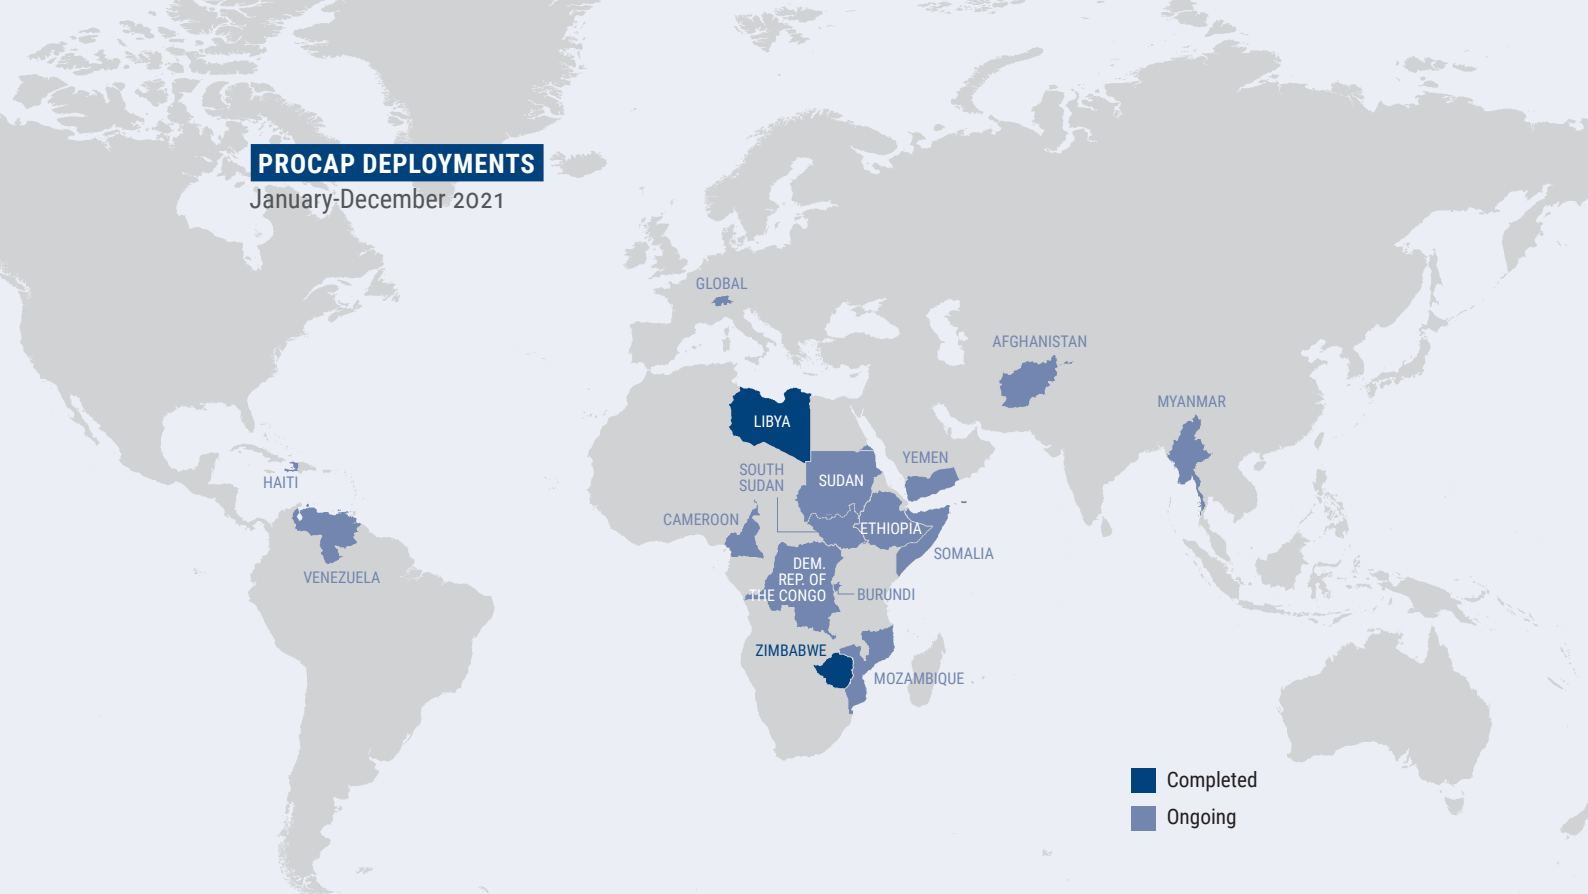 PROCAP DEPLOYMENTS
January-December 2021
GLOBAL
AFGHANISTAN
MYANMAR
LIBYA
YEMEN
SOUTH
SUDAN
SUDAN
HAITI
CAMEROON
ETHIOPIA
SOMALIA
VENEZUELA
DEM.
REP. OF
THE CONGO
BURUNDI
ZIMBABWE
MOZAMBIQUE
Completed
Ongoing